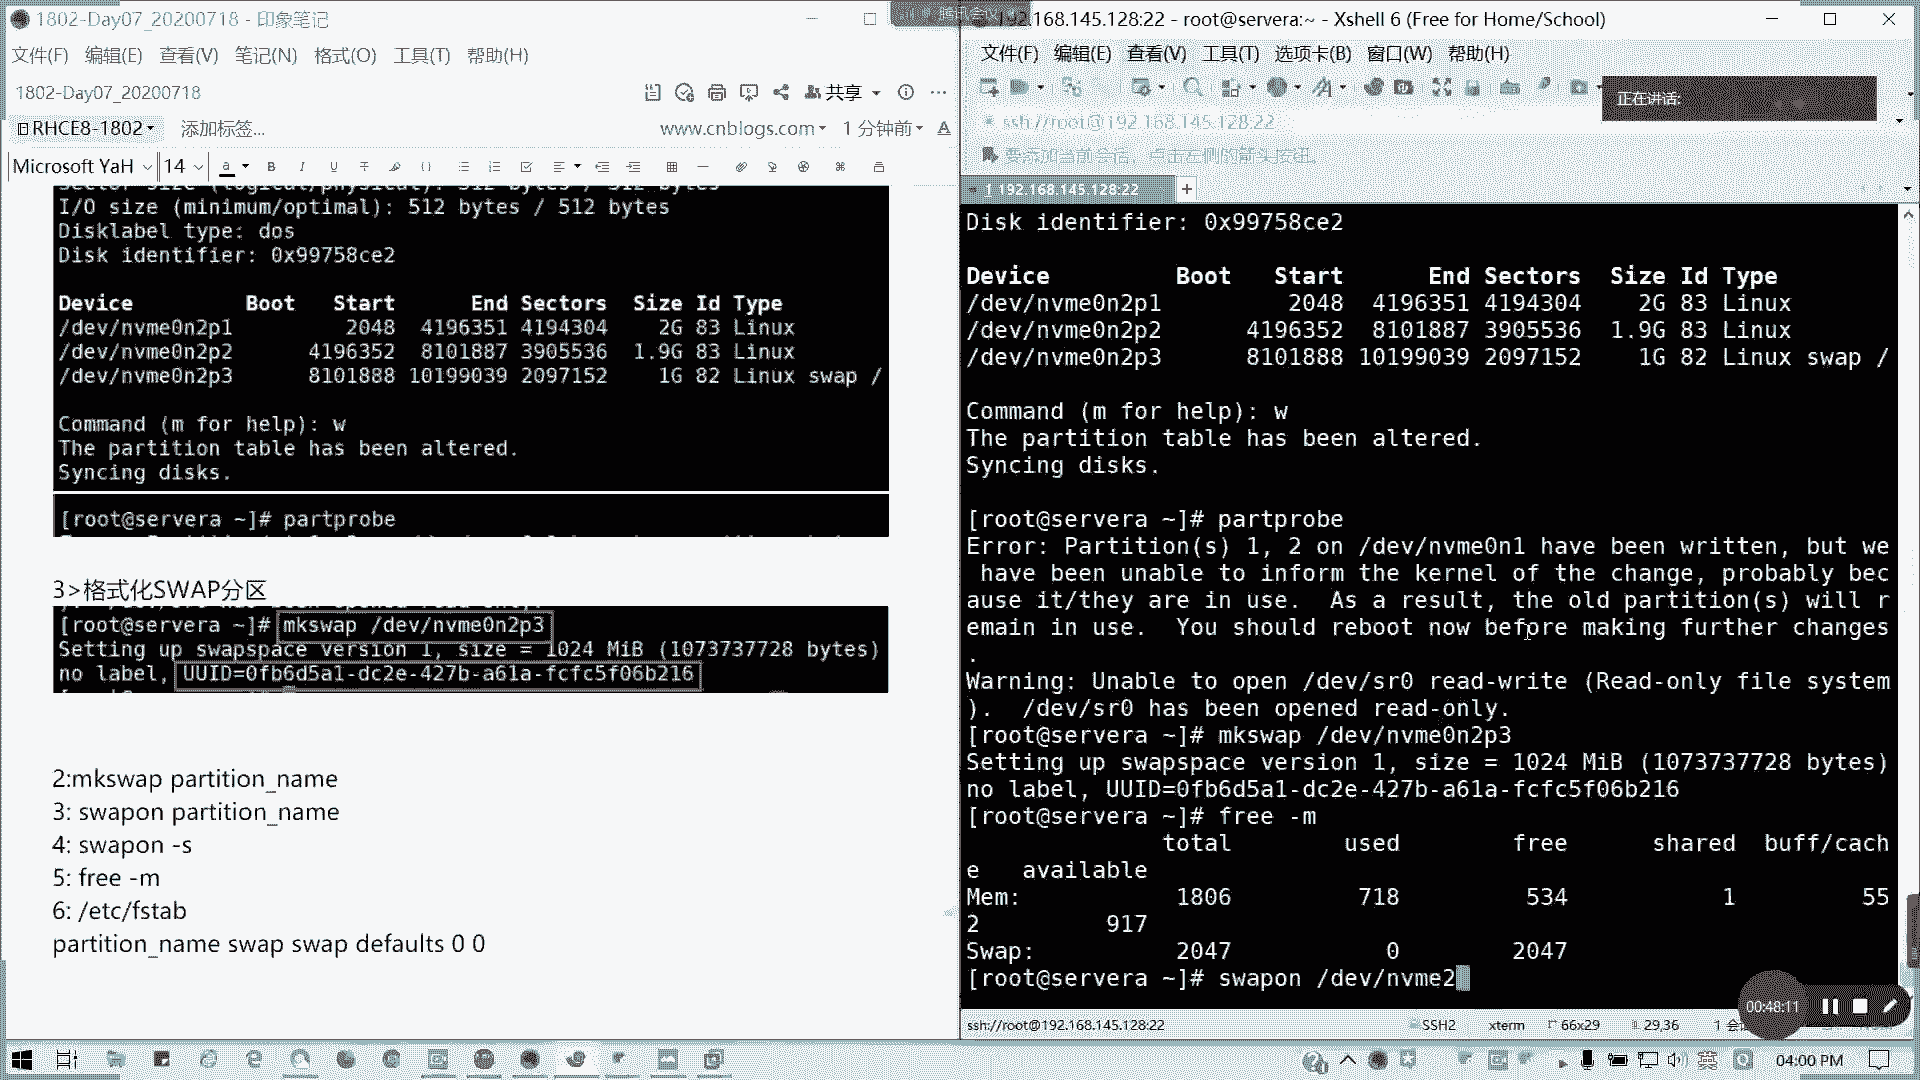 1802-Day07_20200718 - 印象笔记
文件(F) 编辑(E) 查看(V) 笔记(N) 格式(O) 工具(T) 帮助(H)
1802-Day07_20200718
共享
RHCE8-1802 添加标签...
www.cnblogs.com 1 分钟前
Microsoft YaH 14
I/O size (minimum/optimal): 512 bytes / 512 bytes
Disklabel type: dos
Disk identifier: 0x99758ce2
Device Boot Start End Sectors Size Id Type
/dev/nvme0n2p1 2048 4196351 4194304 2G 83 Linux
/dev/nvme0n2p2 4196352 8101887 3905536 1.9G 83 Linux
/dev/nvme0n2p3 8101888 10199039 2097152 1G 82 Linux swap /
Command (m for help): w
The partition table has been altered.
Syncing disks.
[root@servera ~]# partprobe
3>格式化SWAP分区
[root@servera ~]# mkswap /dev/nvme0n2p3
Setting up swapspace version 1, size = 1024 MiB (1073737728 bytes)
no label, UUID=0fb6d5a1-dc2e-427b-a61a-fcfc5f06b216
2:mkswap partition_name
3: swapon partition_name
4: swapon -s
5: free -m
6: /etc/fstab
partition_name swap swap defaults 0 0
192.168.145.128:22 - root@servera:~ - Xshell 6 (Free for Home/School)
文件(F) 编辑(E) 查看(V) 工具(T) 选项卡(B) 窗口(W) 帮助(H)
正在讲话:
ssh://root@192.168.145.128:22
要添加当前会话，点击左侧的箭头按钮。
1 192.168.145.128:22
Disk identifier: 0x99758ce2
Device Boot Start End Sectors Size Id Type
/dev/nvme0n2p1 2048 4196351 4194304 2G 83 Linux
/dev/nvme0n2p2 4196352 8101887 3905536 1.9G 83 Linux
/dev/nvme0n2p3 8101888 10199039 2097152 1G 82 Linux swap /
Command (m for help): w
The partition table has been altered.
Syncing disks.
[root@servera ~]# partprobe
Error: Partition(s) 1, 2 on /dev/nvme0n1 have been written, but we
have been unable to inform the kernel of the change, probably bec
ause it/they are in use.  As a result, the old partition(s) will r
emain in use.  You should reboot now before making further changes
.
Warning: Unable to open /dev/sr0 read-write (Read-only file system
).  /dev/sr0 has been opened read-only.
[root@servera ~]# mkswap /dev/nvme0n2p3
Setting up swapspace version 1, size = 1024 MiB (1073737728 bytes)
no label, UUID=0fb6d5a1-dc2e-427b-a61a-fcfc5f06b216
[root@servera ~]# free -m
total used free shared buff/cach
e available
Mem: 1806 718 534 1 55
2 917
Swap: 2047 0 2047
[root@servera ~]# swapon /dev/nvme2
00:48:11
ssh://root@192.168.145.128:22 SSH2 xterm 66x29 29,36
英 04:00 PM